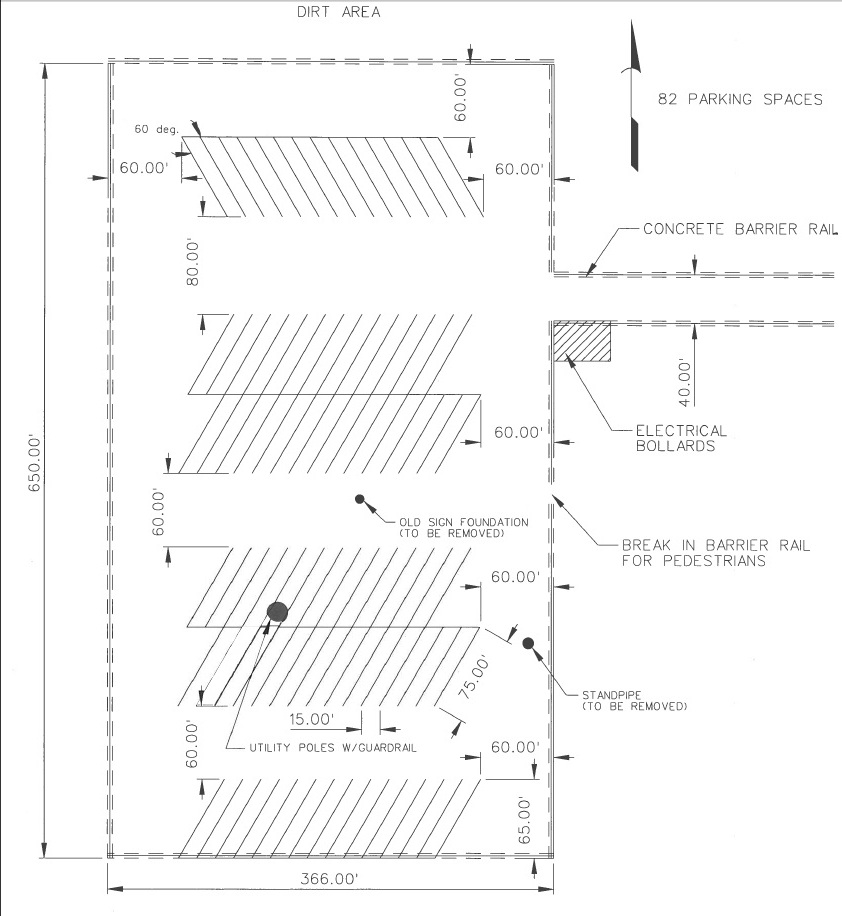 DIRT AREA
60.00'
82 PARKING SPACES
60 deg.
60.00'
60.00'
CONCRETE BARRIER RAIL
80.00'
40.00'
ELECTRICAL
BOLLARDS
60.00'
650.00'
60.00'
OLD SIGN FOUNDATION
(TO BE REMOVED)
BREAK IN BARRIER RAIL
FOR PEDESTRIANS
60.00'
75.00'
STANDPIPE
(TO BE REMOVED)
15.00'
60.00'
UTILITY POLES W/GUARDRAIL
60.00'
65.00'
366.00'